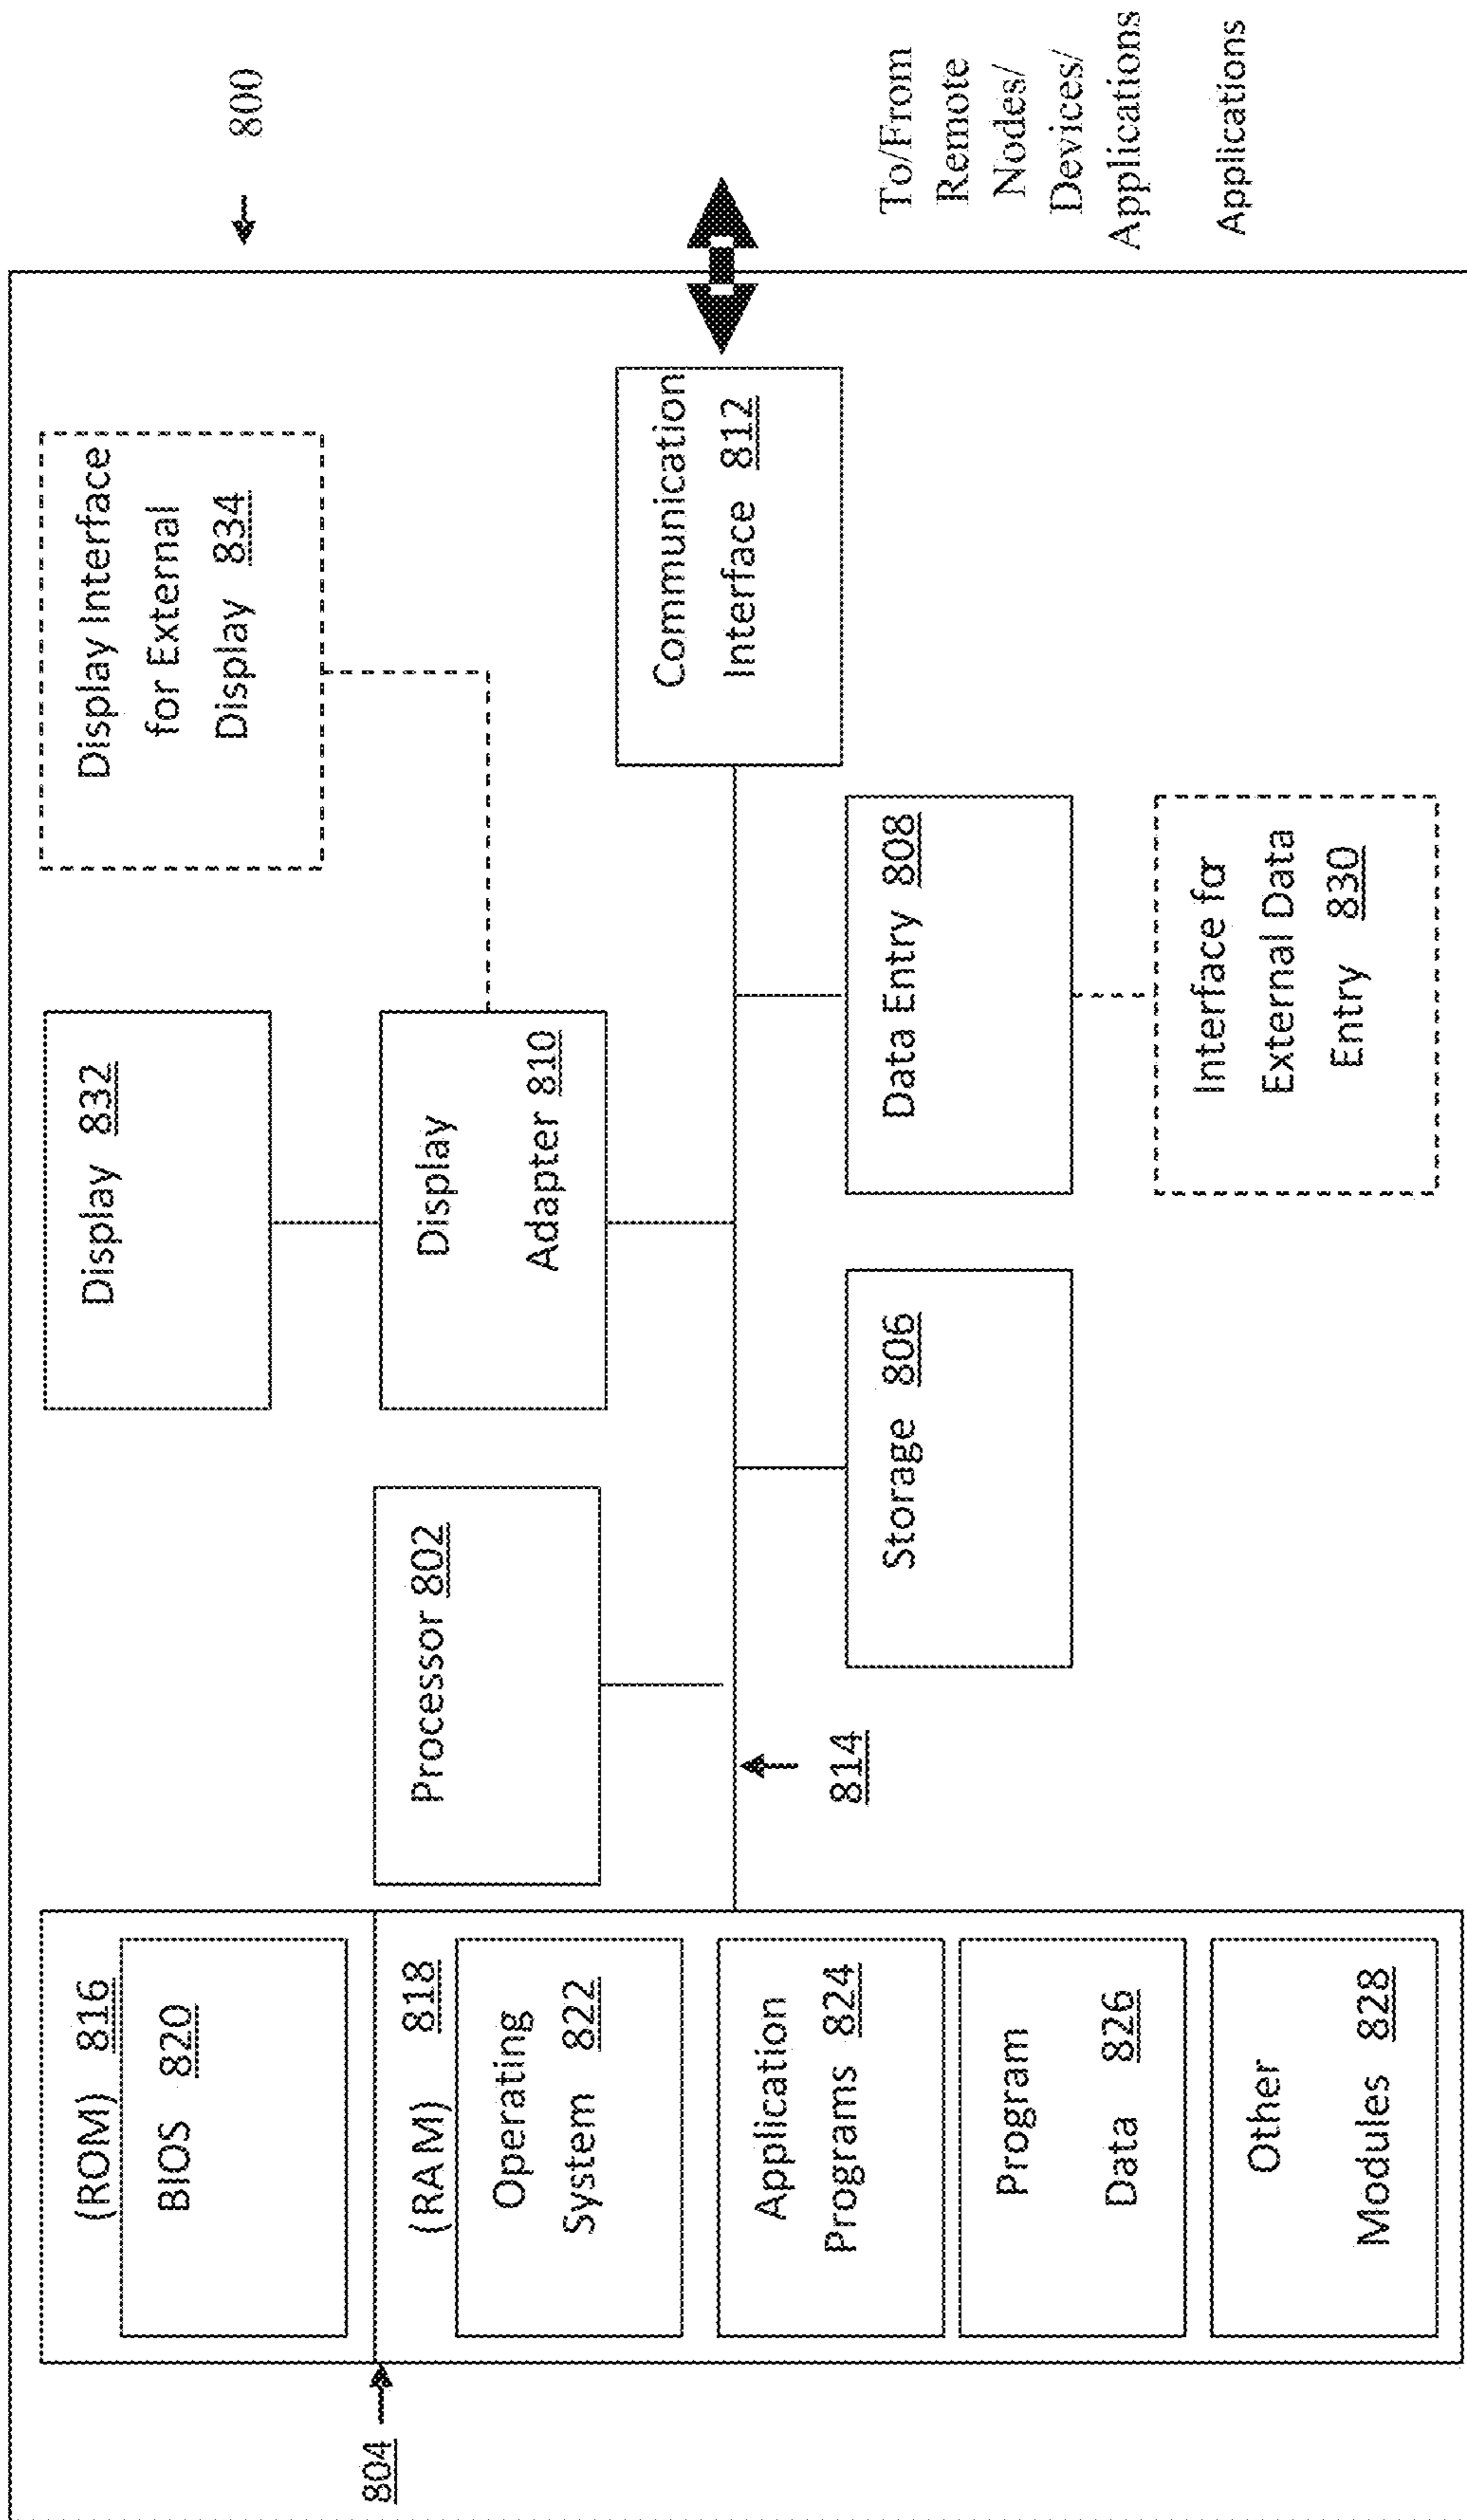 800
(ROM) 816
BIOS 820
804
(RAM) 818
Operating
System 822
Application
Programs 824
Program
Data 826
Other
Modules 828
Processor 802
814
Display 832
Display
Adapter 810
Storage 806
Display Interface
for External
Display 834
Data Entry 808
Interface for
External Data
Entry 830
Communication
Interface 812
To/From
Remote
Nodes/
Devices/
Applications
Applications